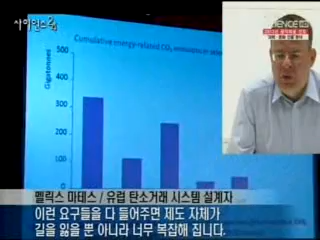 사이언스
SCIENCE
Cumulative energy-related CO₂ emissions
Gigatonnes
500
400
300
200
100
0
펠릭스 마테스 / 유럽 탄소거래 시스템 설계자
이런 요구들을 다 들어주면 제도 자체가
길을 잃을 뿐 아니라 너무 복잡해 집니다.